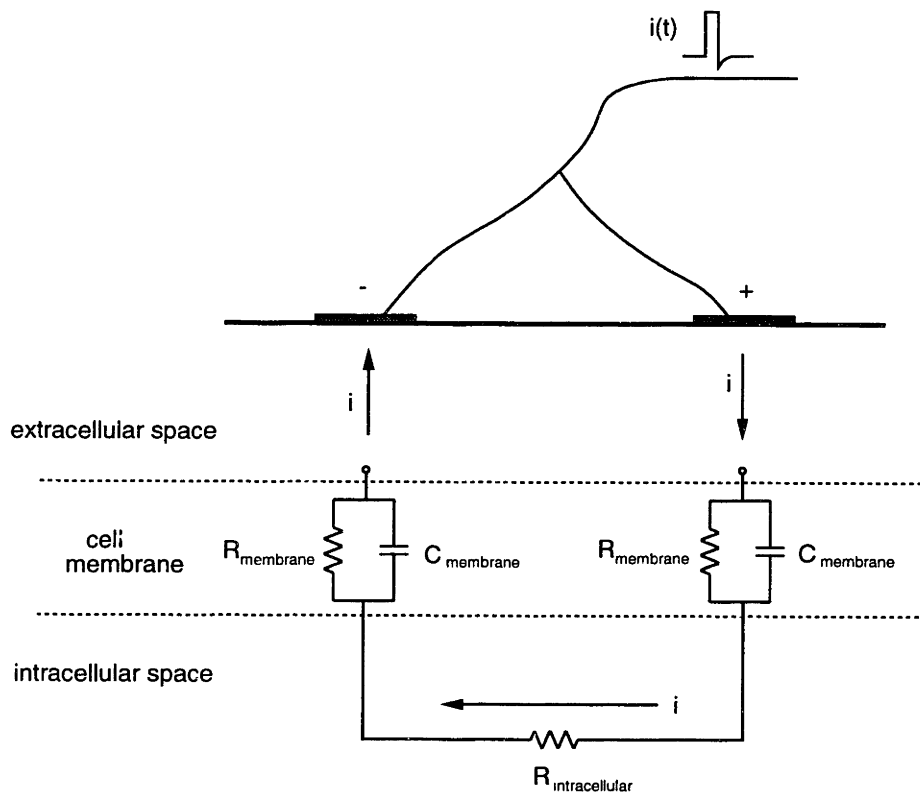 i(t)
-
+
i
i
extracellular space
cell
membrane
Rmembrane
Cmembrane
Rmembrane
Cmembrane
intracellular space
i
Rintracellular